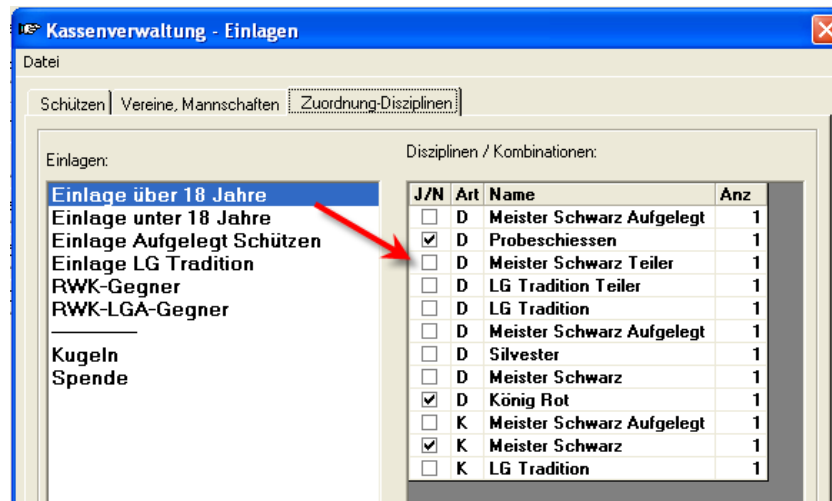 Kassenverwaltung - Einlagen
Datei
Schützen Vereine, Mannschaften Zuordnung-Disziplinen
Einlagen:
Einlage über 18 Jahre
Einlage unter 18 Jahre
Einlage Aufgelegt Schützen
Einlage LG Tradition
RWK-Gegner
RWK-LGA-Gegner
Kugeln
Spende
Disziplinen / Kombinationen:
J/N Art Name Anz
D Meister Schwarz Aufgelegt 1
D Probeschiessen 1
D Meister Schwarz Teiler 1
D LG Tradition Teiler 1
D LG Tradition 1
D Meister Schwarz Aufgelegt 1
D Silvester 1
D Meister Schwarz 1
D König Rot 1
K Meister Schwarz Aufgelegt 1
K Meister Schwarz 1
K LG Tradition 1